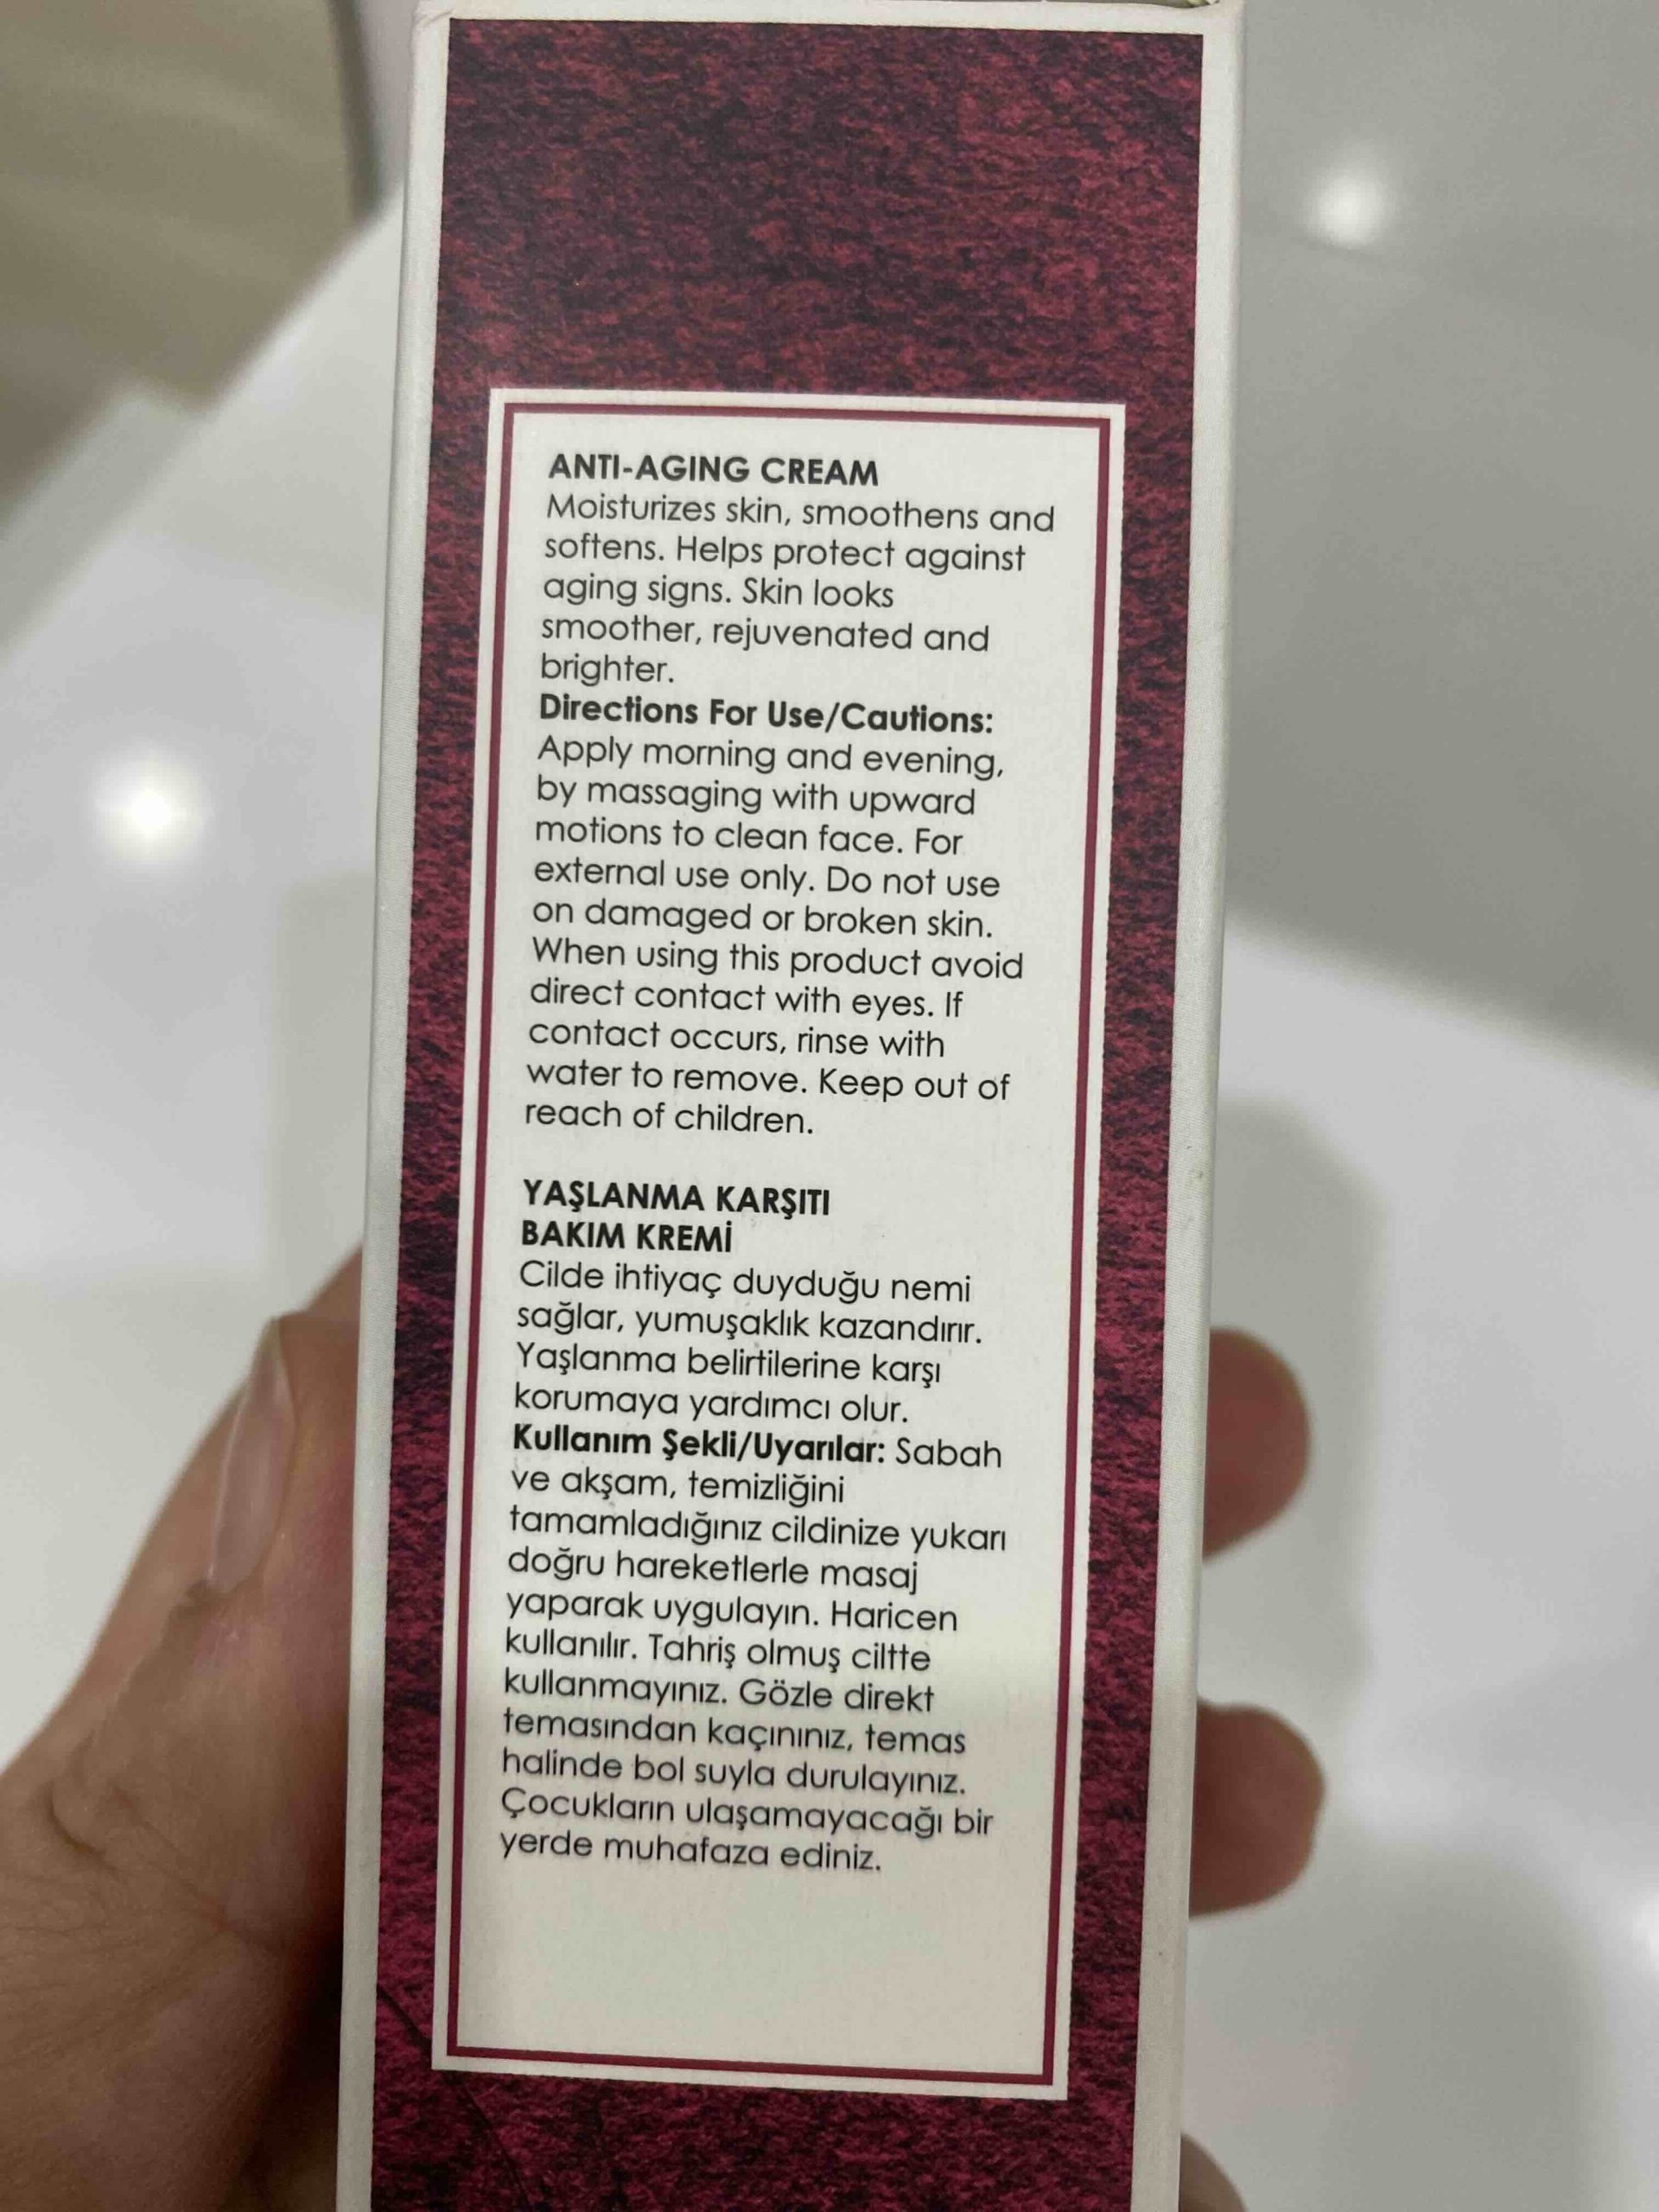 ANTI-AGING CREAM
Moisturizes skin, smoothens and
softens. Helps protect against
aging signs. Skin looks
smoother, rejuvenated and
brighter.
Directions For Use/Cautions:
Apply morning and evening,
by massaging with upward
motions to clean face. For
external use only. Do not use
on damaged or broken skin.
When using this product avoid
direct contact with eyes. If
contact occurs, rinse with
water to remove. Keep out of
reach of children.
YAŞLANMA KARŞITI
BAKIM KREMİ
Cilde ihtiyaç duyduğu nemi
sağlar, yumuşaklık kazandırır.
Yaşlanma belirtilerine karşı
korumaya yardımcı olur.
Kullanım Şekli/Uyarılar: Sabah
ve akşam, temizliğini
tamamladığınız cildinize yukarı
doğru hareketlerle masaj
yaparak uygulayın. Haricen
kullanılır. Tahriş olmuş ciltte
kullanmayınız. Gözle direkt
temasından kaçınınız, temas
halinde bol suyla durulayınız.
Çocukların ulaşamayacağı bir
yerde muhafaza ediniz.